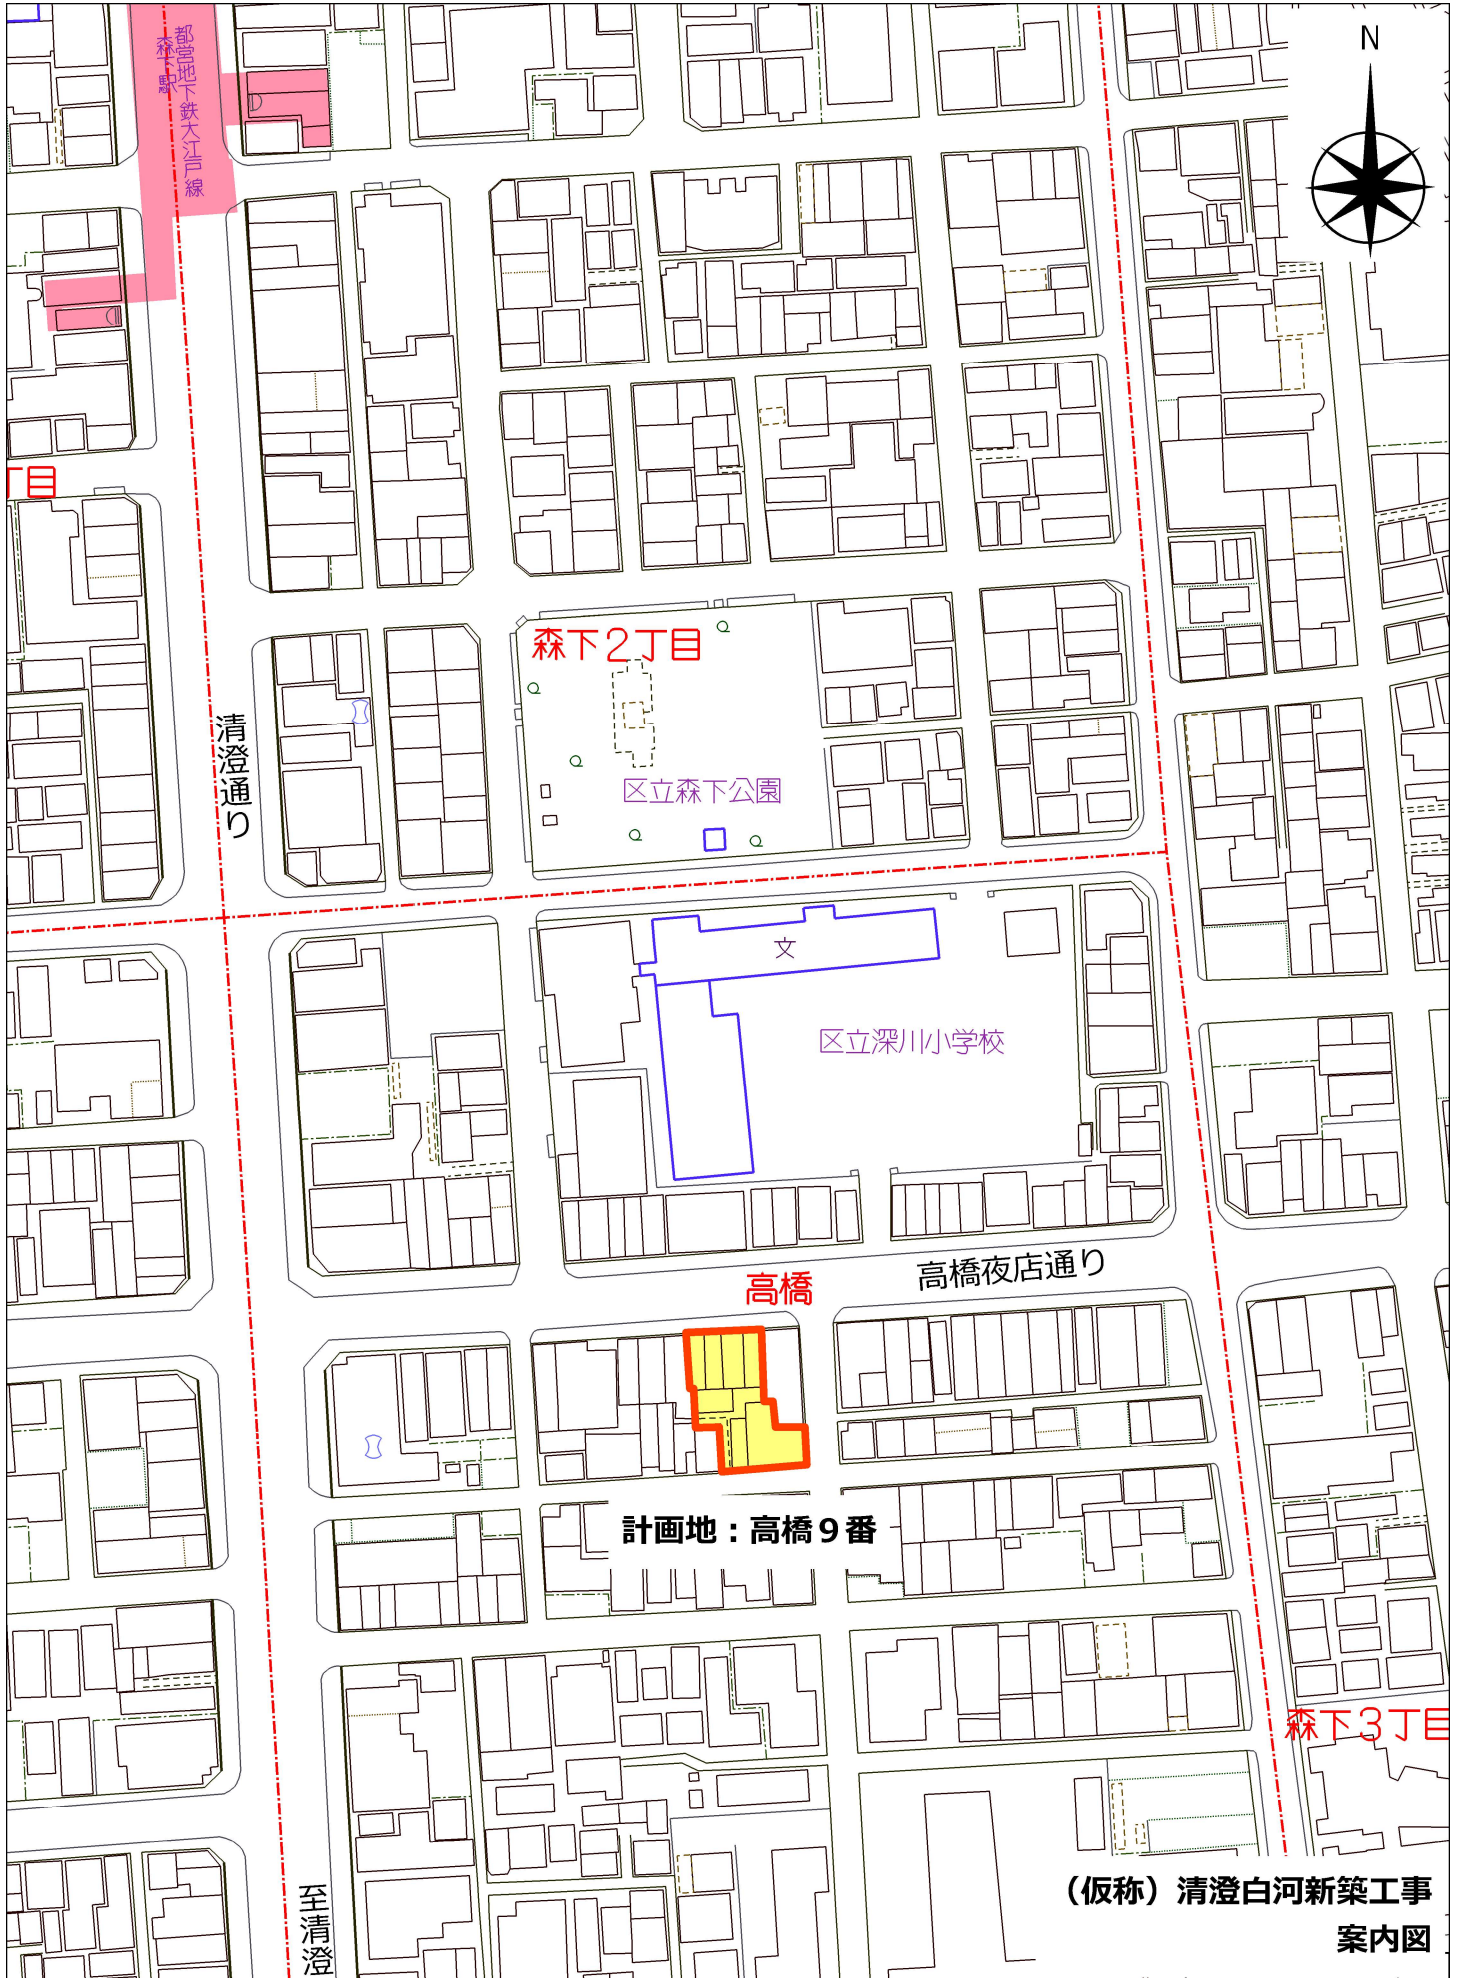 N
都営地下鉄大江戸線
森下駅
丁目
森下2丁目
清澄通り
区立森下公園
文
区立深川小学校
高橋夜店通り
高橋
計画地:高橋9番
森下3丁目
(仮称)清澄白河新築工事
案内図
至清澄